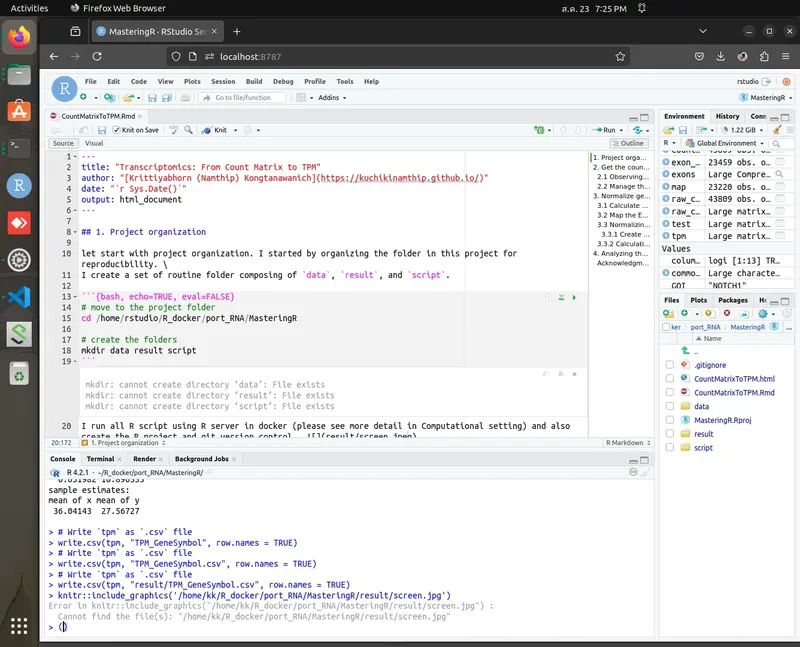 Activities Firefox Web Browser ส.ค. 23 7:25 PM
MasteringR - RStudio Ser
localhost:8787
File Edit Code View Plots Session Build Debug Profile Tools Help
rstudio
Go to file/function Addins
MasteringR
CountMatrixToTPM.Rmd
Knit on Save Knit Run
Source Visual Outline
1 ---
2 title: "Transcriptomics: From Count Matrix to TPM"
3 author: "[Krittiyabhorn (Namthip) Kongtanawanich](https://kuchikinamthip.github.io/)"
4 date: "`r Sys.Date()`"
5 output: html_document
6 ---
7
8 ## 1. Project organization
9
10 let start with project organization. I started by organizing the folder in this project for
reproducibility. \
11 I create a set of routine folder composing of `data`, `result`, and `script`.
12
13 ```{bash, echo=TRUE, eval=FALSE}
14 # move to the project folder
15 cd /home/rstudio/R_docker/port_RNA/MasteringR
16
17 # create the folders
18 mkdir data result script
19 ```
mkdir: cannot create directory ‘data’: File exists
mkdir: cannot create directory ‘result’: File exists
mkdir: cannot create directory ‘script’: File exists
20 I run all R script using R server in docker (please see more detail in Computational setting) and also
create the R project and git version control. ![](result/screen.jpeg)
20:172 1. Project organization R Markdown
1. Project orga...
2. Get the coun...
2.1 Observing...
2.2 Manage th...
3. Normalize ge...
3.1 Calculate ...
3.2 Map the E...
3.3 Normalizin...
3.3.1 Create ...
3.3.2 Calculati...
4. Analyzing th...
Acknowledgm...
Console Terminal Render Background Jobs
R 4.2.1 · ~/R_docker/port_RNA/MasteringR/
sample estimates:
mean of x mean of y
36.04143 27.56727
> # Write `tpm` as `.csv` file
> write.csv(tpm, "TPM_GeneSymbol", row.names = TRUE)
> # Write `tpm` as `.csv` file
> write.csv(tpm, "TPM_GeneSymbol.csv", row.names = TRUE)
> # Write `tpm` as `.csv` file
> write.csv(tpm, "result/TPM_GeneSymbol.csv", row.names = TRUE)
> knitr::include_graphics('/home/kk/R_docker/port_RNA/MasteringR/result/screen.jpg')
Error in knitr::include_graphics("/home/kk/R_docker/port_RNA/MasteringR/result/screen.jpg") :
Cannot find the file(s): "/home/kk/R_docker/port_RNA/MasteringR/result/screen.jpg"
> ()
Environment History Conn
1.22 GiB
R Global Environment
exon_... 23459 obs. o...
exon_... Large Compre...
map 23220 obs. o...
raw_c... 43809 obs. o...
raw_c... Large matrix...
test Large matrix...
tpm Large matrix...
Values
colum... logi [1:13] TR...
commo... Large characte...
GOI "NOTCH1"
Files Plots Packages He
ker port_RNA MasteringR
Name
..
.gitignore
CountMatrixToTPM.html
CountMatrixToTPM.Rmd
data
MasteringR.Rproj
result
script